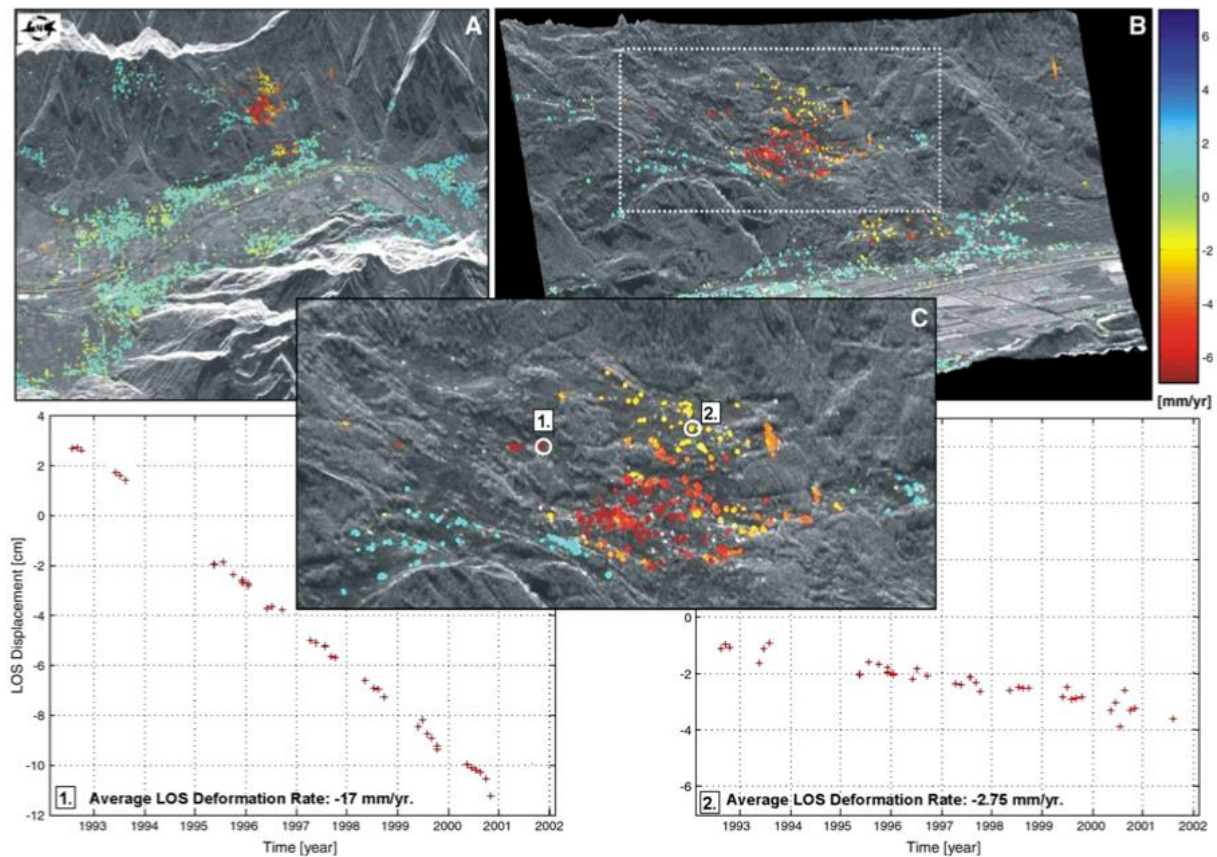 A
B
6
4
2
0
-2
-4
-6
[mm/yr]
C
1.
2.
4
2
0
-2
-4
-6
-8
-10
-12
LOS Displacement [cm]
1. Average LOS Deformation Rate: -17 mm/yr.
1993 1994 1995 1996 1997 1998 1999 2000 2001 2002
Time [year]
0
-2
-4
-6
2. Average LOS Deformation Rate: -2.75 mm/yr.
1993 1994 1995 1996 1997 1998 1999 2000 2001 2002
Time [year]